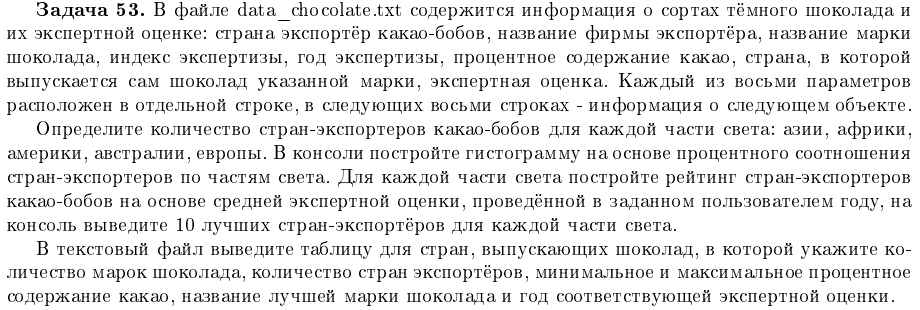 Задача 53. В файле data_chocolate.txt содержится информация о сортах тёмного шоколада и
их экспертной оценке: страна экспортёр какао-бобов, название фирмы экспортёра, название марки
шоколада, индекс экспертизы, год экспертизы, процентное содержание какао, страна, в которой
выпускается сам шоколад указанной марки, экспертная оценка. Каждый из восьми параметров
расположен в отдельной строке, в следующих восьми строках - информация о следующем объекте.
Определите количество стран-экспортеров какао-бобов для каждой части света: азии, африки,
америки, австралии, европы. В консоли постройте гистограмму на основе процентного соотношения
стран-экспортеров по частям света. Для каждой части света постройте рейтинг стран-экспортеров
какао-бобов на основе средней экспертной оценки, проведённой в заданном пользователем году, на
консоль выведите 10 лучших стран-экспортёров для каждой части света.
В текстовый файл выведите таблицу для стран, выпускающих шоколад, в которой укажите ко-
личество марок шоколада, количество стран экспортёров, минимальное и максимальное процентное
содержание какао, название лучшей марки шоколада и год соответствующей экспертной оценки.